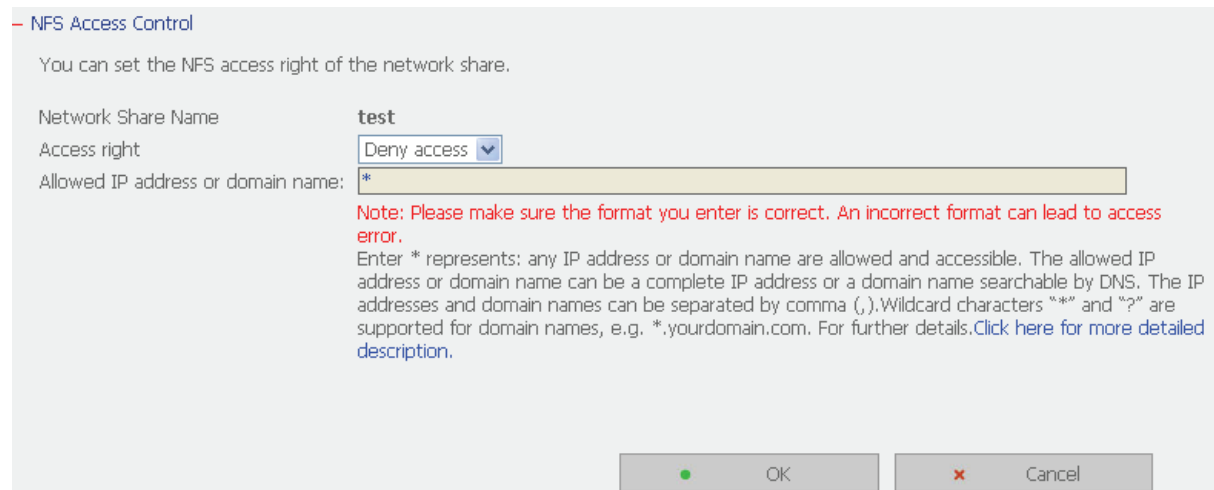 − NFS Access Control
You can set the NFS access right of the network share.
Network Share Name test
Access right Deny access
Allowed IP address or domain name: *
Note: Please make sure the format you enter is correct. An incorrect format can lead to access
error.
Enter * represents: any IP address or domain name are allowed and accessible. The allowed IP
address or domain name can be a complete IP address or a domain name searchable by DNS. The IP
addresses and domain names can be separated by comma (,).Wildcard characters “*” and “?” are
supported for domain names, e.g. *.yourdomain.com. For further details.Click here for more detailed
description.
OK Cancel